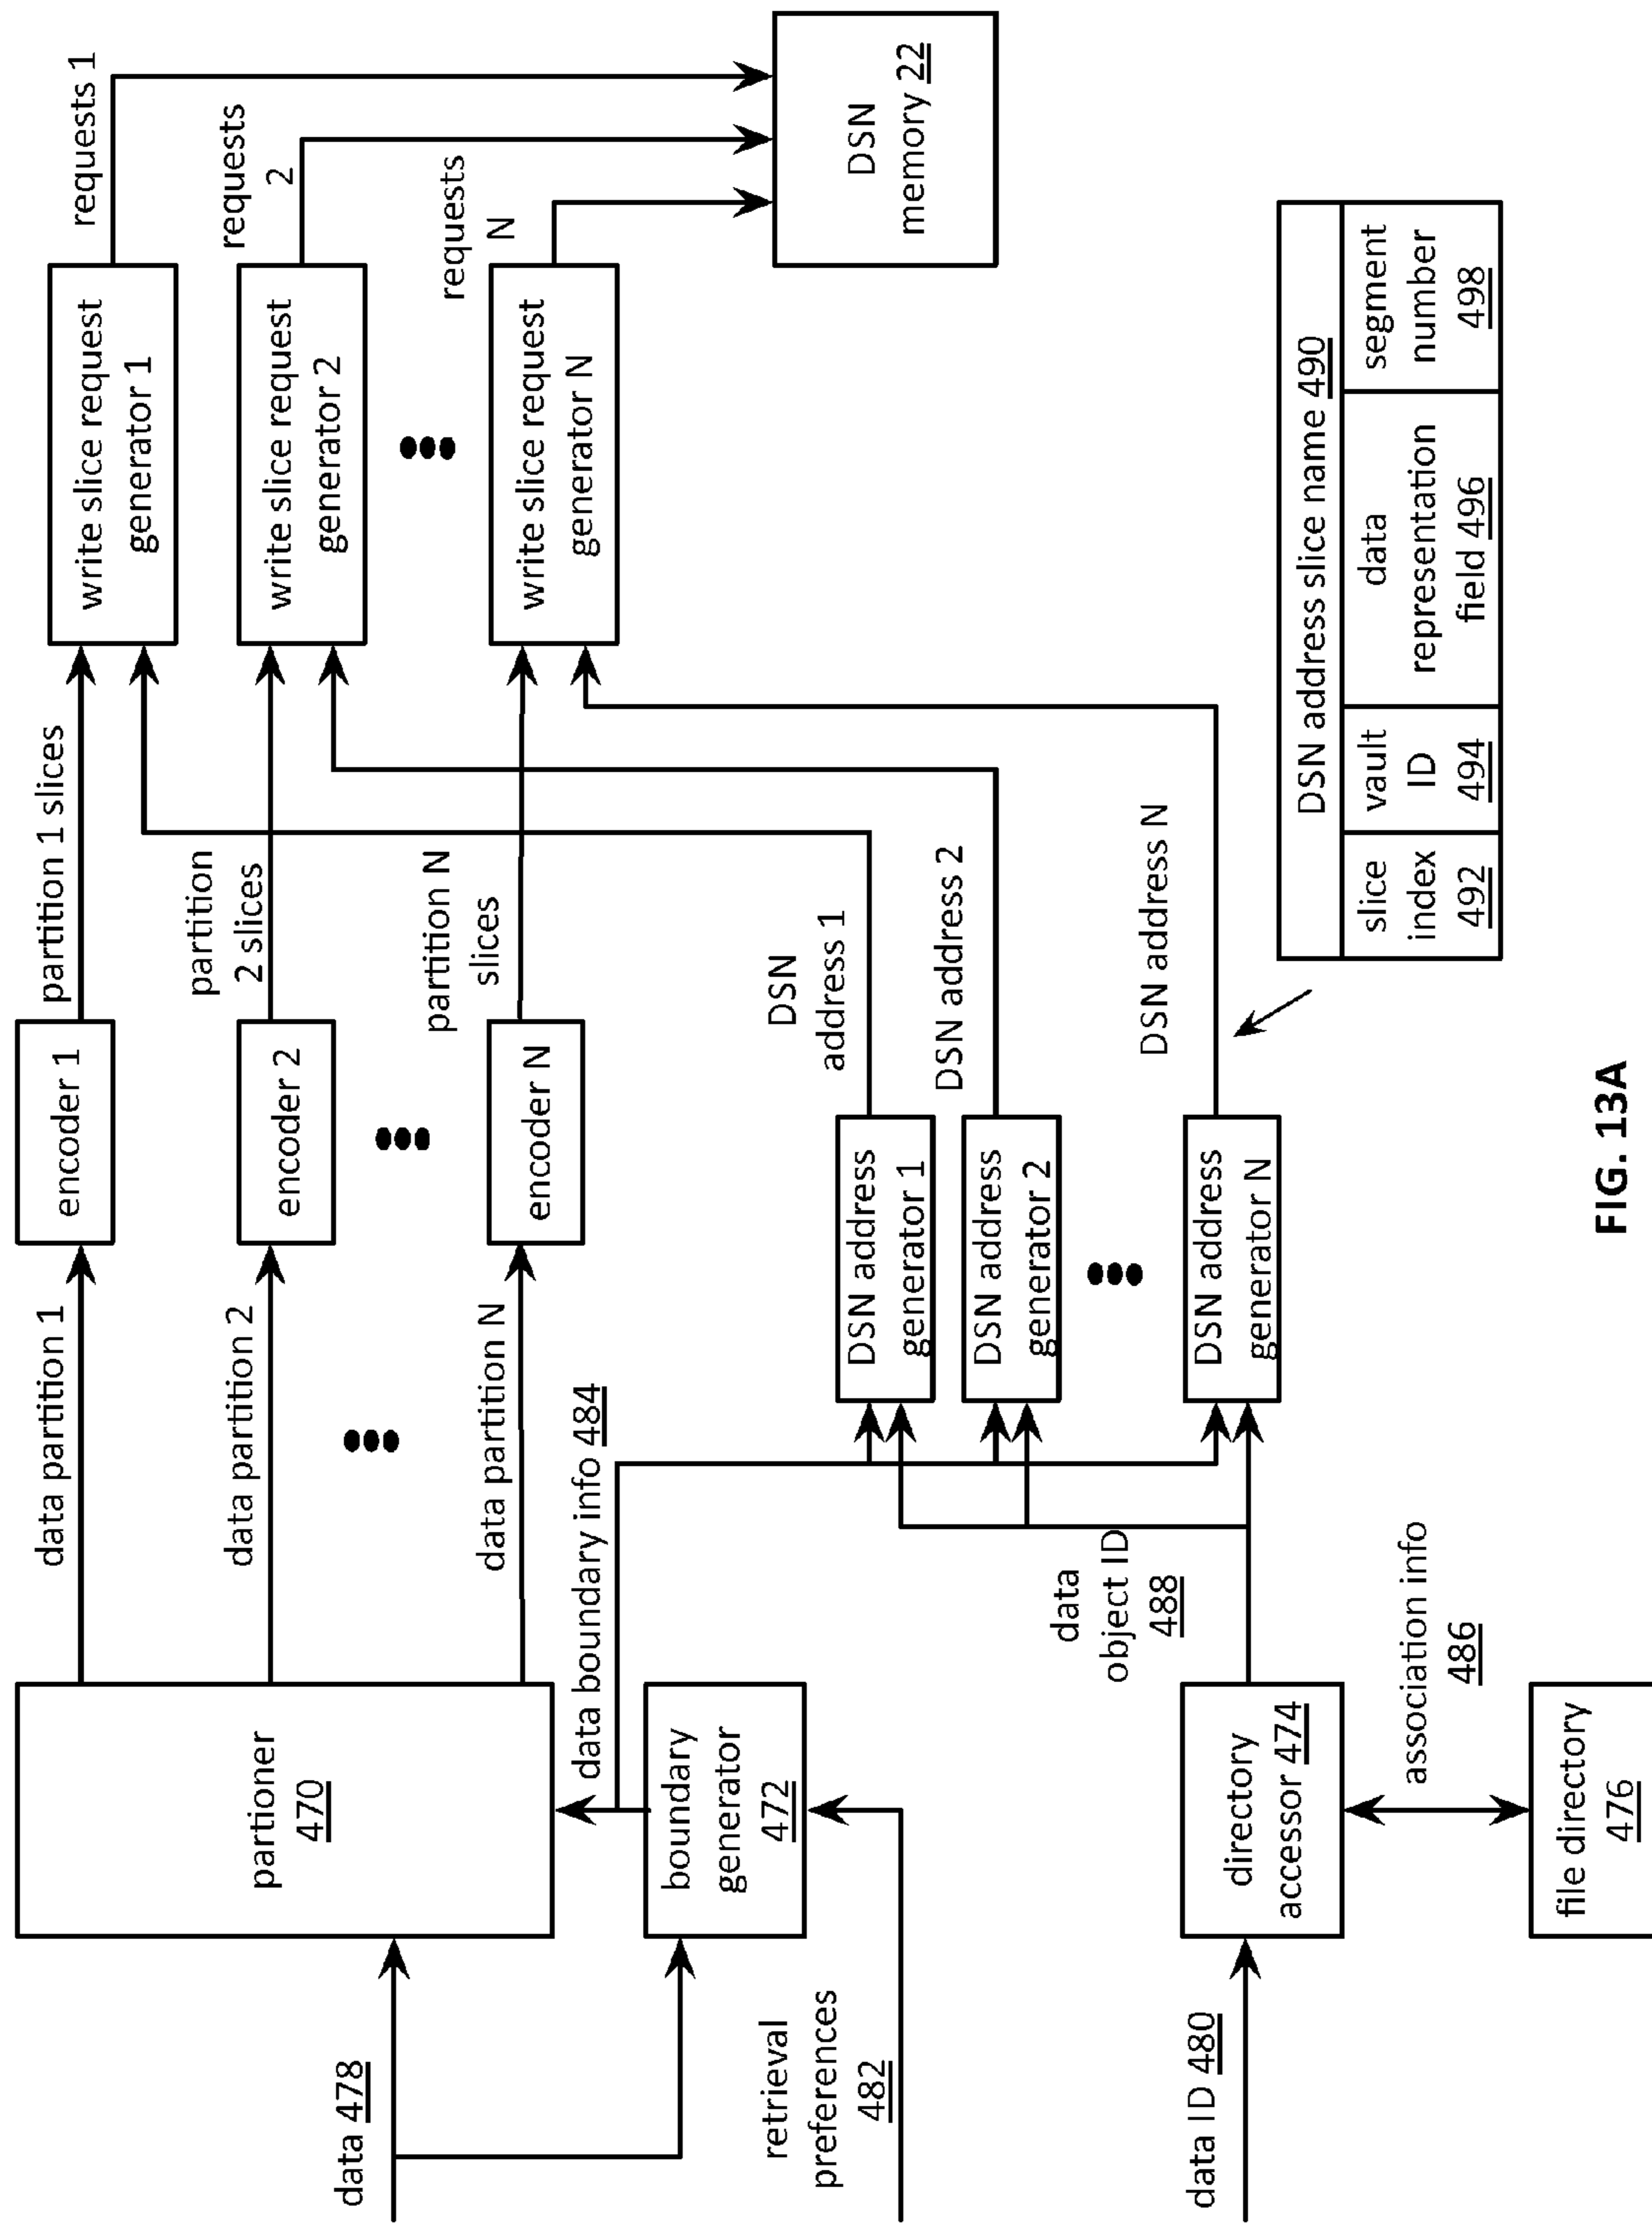 data 478
retrieval
preferences
482
data ID 480
partioner
470
boundary
generator
472
directory
accessor 474
association info
486
file directory
476
data partition 1
data partition 2
data partition N
data boundary info 484
data
object ID
488
encoder 1
encoder 2
encoder N
DSN address
generator 1
DSN address
generator 2
DSN address
generator N
partition 1 slices
partition
2 slices
partition N
slices
DSN
address 1
DSN address 2
DSN address N
write slice request
generator 1
write slice request
generator 2
write slice request
generator N
requests 1
requests
2
requests
N
DSN
memory 22
DSN address slice name 490
slice
index
492
vault
ID
494
data
representation
field 496
segment
number
498
FIG. 13A